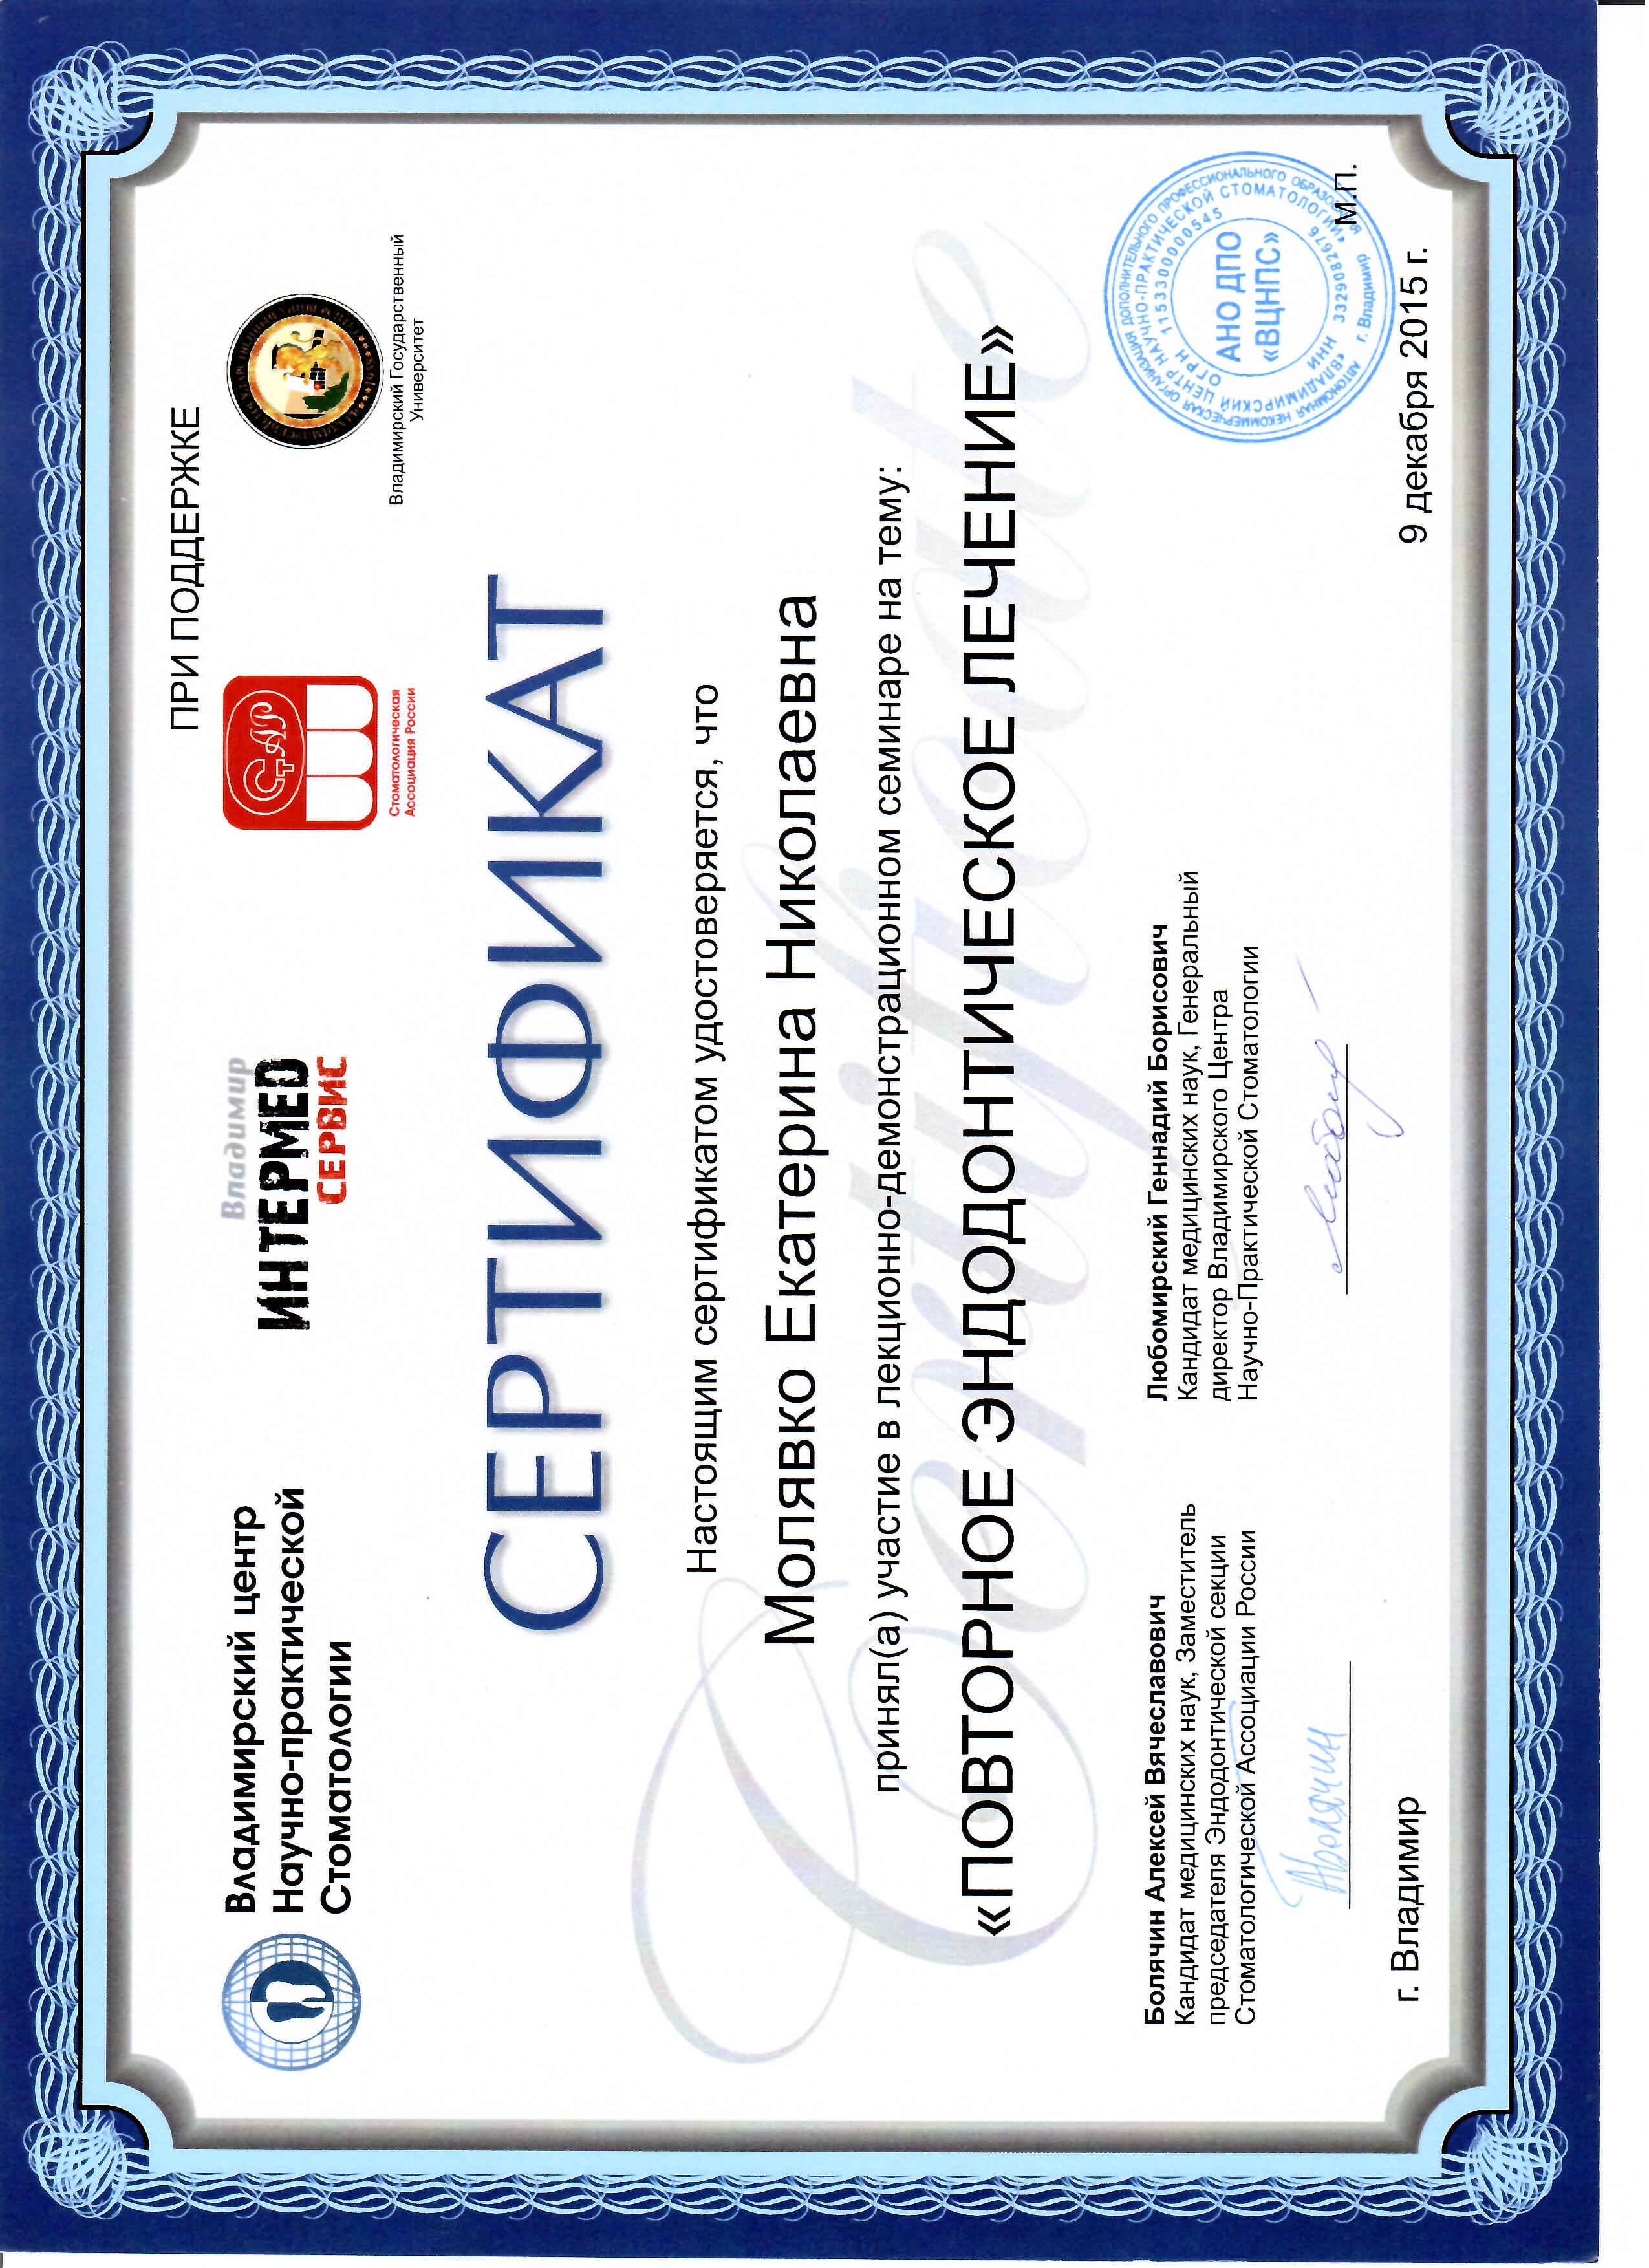 ПРИ ПОДДЕРЖКЕ
Владимирский центр
Научно-практической
Стоматологии
Владимир
ИНТЕРМЕD
СЕРВИС
СтАР
Стоматологическая
Ассоциация России
Владимирский Государственный
Университет
СЕРТИФИКАТ
Настоящим сертификатом удостоверяется, что
Молявко Екатерина Николаевна
принял(а) участие в лекционно-демонстрационном семинаре на тему:
«ПОВТОРНОЕ ЭНДОДОНТИЧЕСКОЕ ЛЕЧЕНИЕ»
Certificate
Болячин Алексей Вячеславович
Кандидат медицинских наук, Заместитель
председателя Эндодонтической секции
Стоматологической Ассоциации России
Любомирский Геннадий Борисович
Кандидат медицинских наук, Генеральный
директор Владимирского Центра
Научно-Практической Стоматологии
АВТОНОМНАЯ НЕКОММЕРЧЕСКАЯ ОРГАНИЗАЦИЯ ДОПОЛНИТЕЛЬНОГО ПРОФЕССИОНАЛЬНОГО ОБРАЗОВАНИЯ г. Владимир
«ВЛАДИМИРСКИЙ ЦЕНТР НАУЧНО-ПРАКТИЧЕСКОЙ СТОМАТОЛОГИИ»
ОГРН 1153300000545
ИНН 3329082676
АНО ДПО
«ВЦНПС»
М.П.
г. Владимир
9 декабря 2015 г.